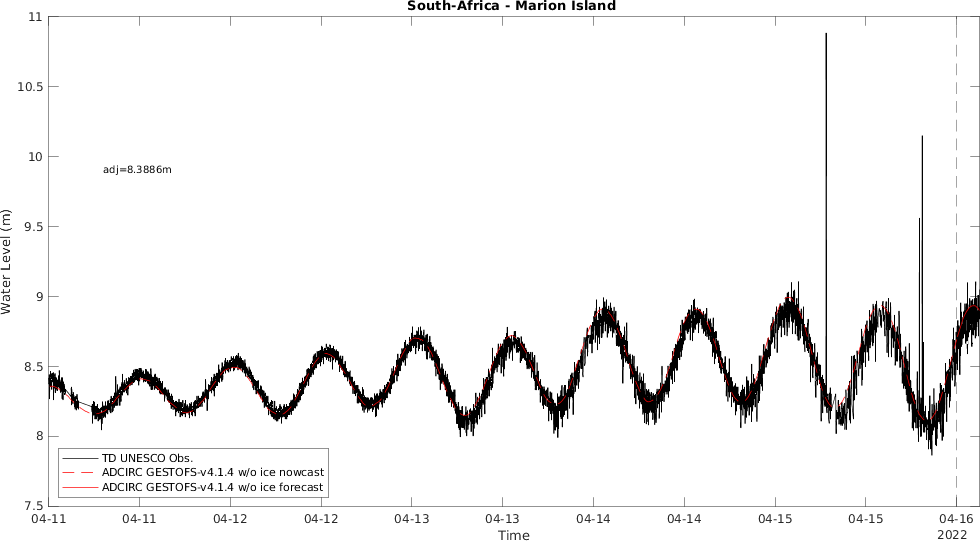 South-Africa - Marion Island
11
10.5
10
9.5
9
8.5
8
7.5
Water Level (m)
adj=8.3886m
TD UNESCO Obs.
ADCIRC GESTOFS-v4.1.4 w/o ice nowcast
ADCIRC GESTOFS-v4.1.4 w/o ice forecast
04-11 04-11 04-12 04-12 04-13 04-13 04-14 04-14 04-15 04-15 04-16
2022
Time